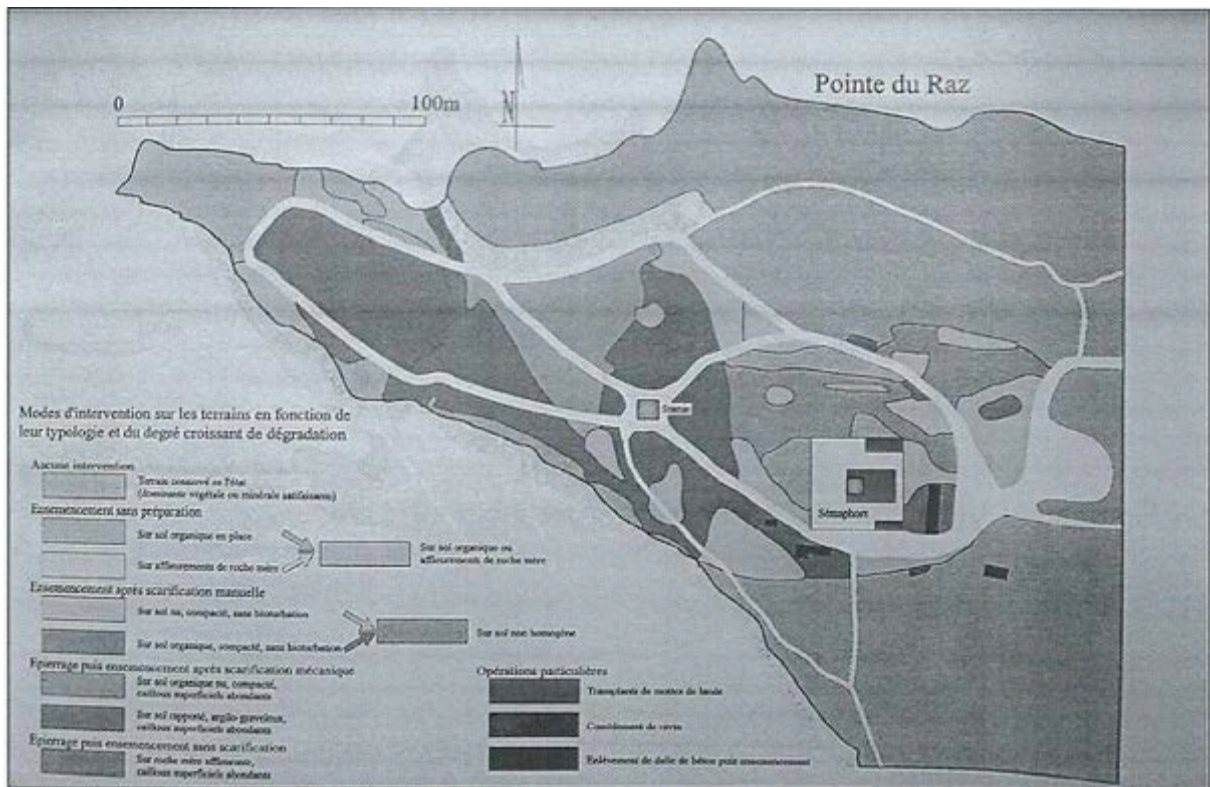 Pointe du Raz
0 100m
N
Statue
Sémaphore
Modes d'intervention sur les terrains en fonction de
leur typologie et du degré croissant de dégradation
Aucune intervention
Terrain conservé en l'état
(dominante végétale ou minérale satisfaisante)
Ensemencement sans préparation
Sur sol organique en place
Sur affleurements de roche mère
Sur sol organique ou
affleurements de roche mère
Ensemencement après scarification manuelle
Sur sol nu, compacté, sans bioturbation
Sur sol organique, compacté, sans bioturbation
Sur sol non homogène
Epierrage puis ensemencement après scarification mécanique
Sur sol organique nu, compacté,
cailloux superficiels abondants
Sur sol rapporté, argilo-graveleux,
cailloux superficiels abondants
Epierrage puis ensemencement sans scarification
Sur roche mère affleurante,
cailloux superficiels abondants
Opérations particulières
Transplants de mottes de lande
Comblement de
Enlèvement de dalle de béton puis ensemencement